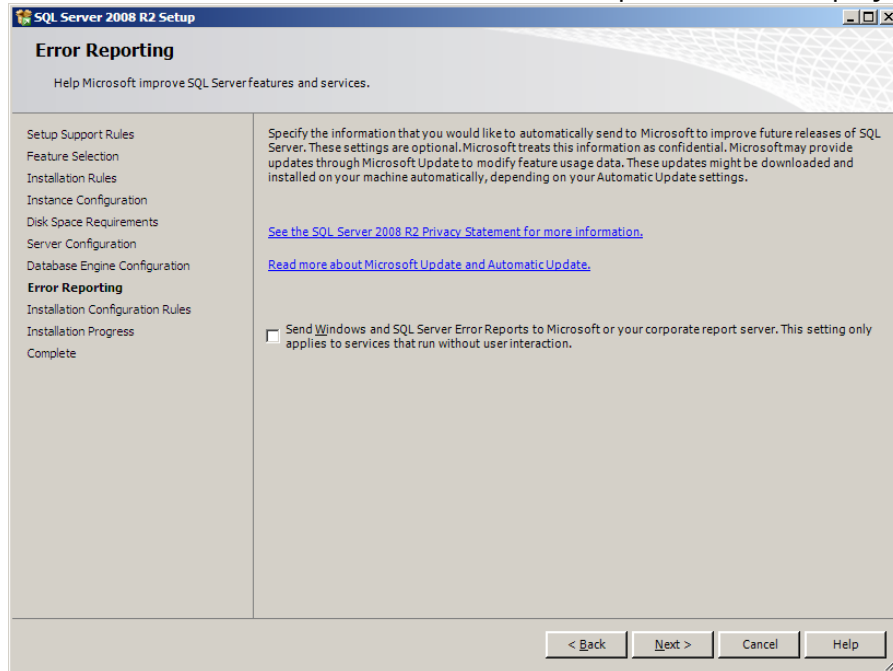 SQL Server 2008 R2 Setup
Error Reporting
Help Microsoft improve SQL Server features and services.
Setup Support Rules
Feature Selection
Installation Rules
Instance Configuration
Disk Space Requirements
Server Configuration
Database Engine Configuration
Error Reporting
Installation Configuration Rules
Installation Progress
Complete
Specify the information that you would like to automatically send to Microsoft to improve future releases of SQL
Server. These settings are optional. Microsoft treats this information as confidential. Microsoft may provide
updates through Microsoft Update to modify feature usage data. These updates might be downloaded and
installed on your machine automatically, depending on your Automatic Update settings.
See the SQL Server 2008 R2 Privacy Statement for more information.
Read more about Microsoft Update and Automatic Update.
Send Windows and SQL Server Error Reports to Microsoft or your corporate report server. This setting only
applies to services that run without user interaction.
< Back Next > Cancel Help